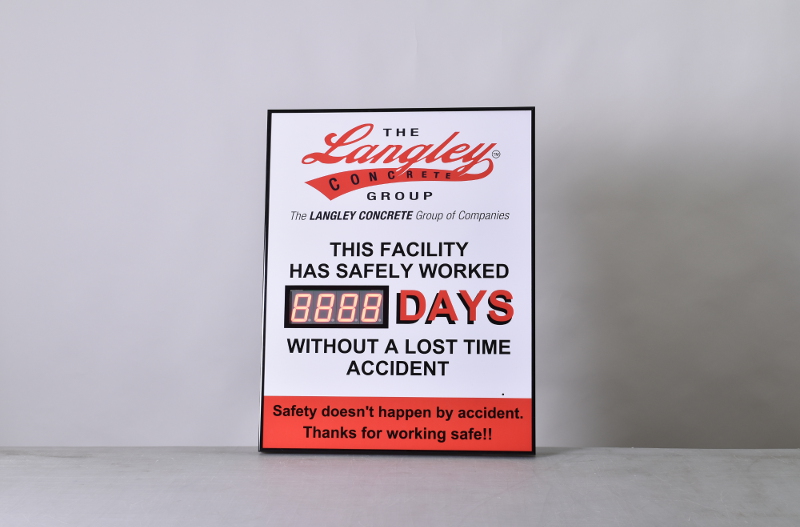 THE
Langley
CONCRETE
GROUP
The LANGLEY CONCRETE Group of Companies
THIS FACILITY
HAS SAFELY WORKED
8888 DAYS
WITHOUT A LOST TIME
ACCIDENT
Safety doesn't happen by accident.
Thanks for working safe!!